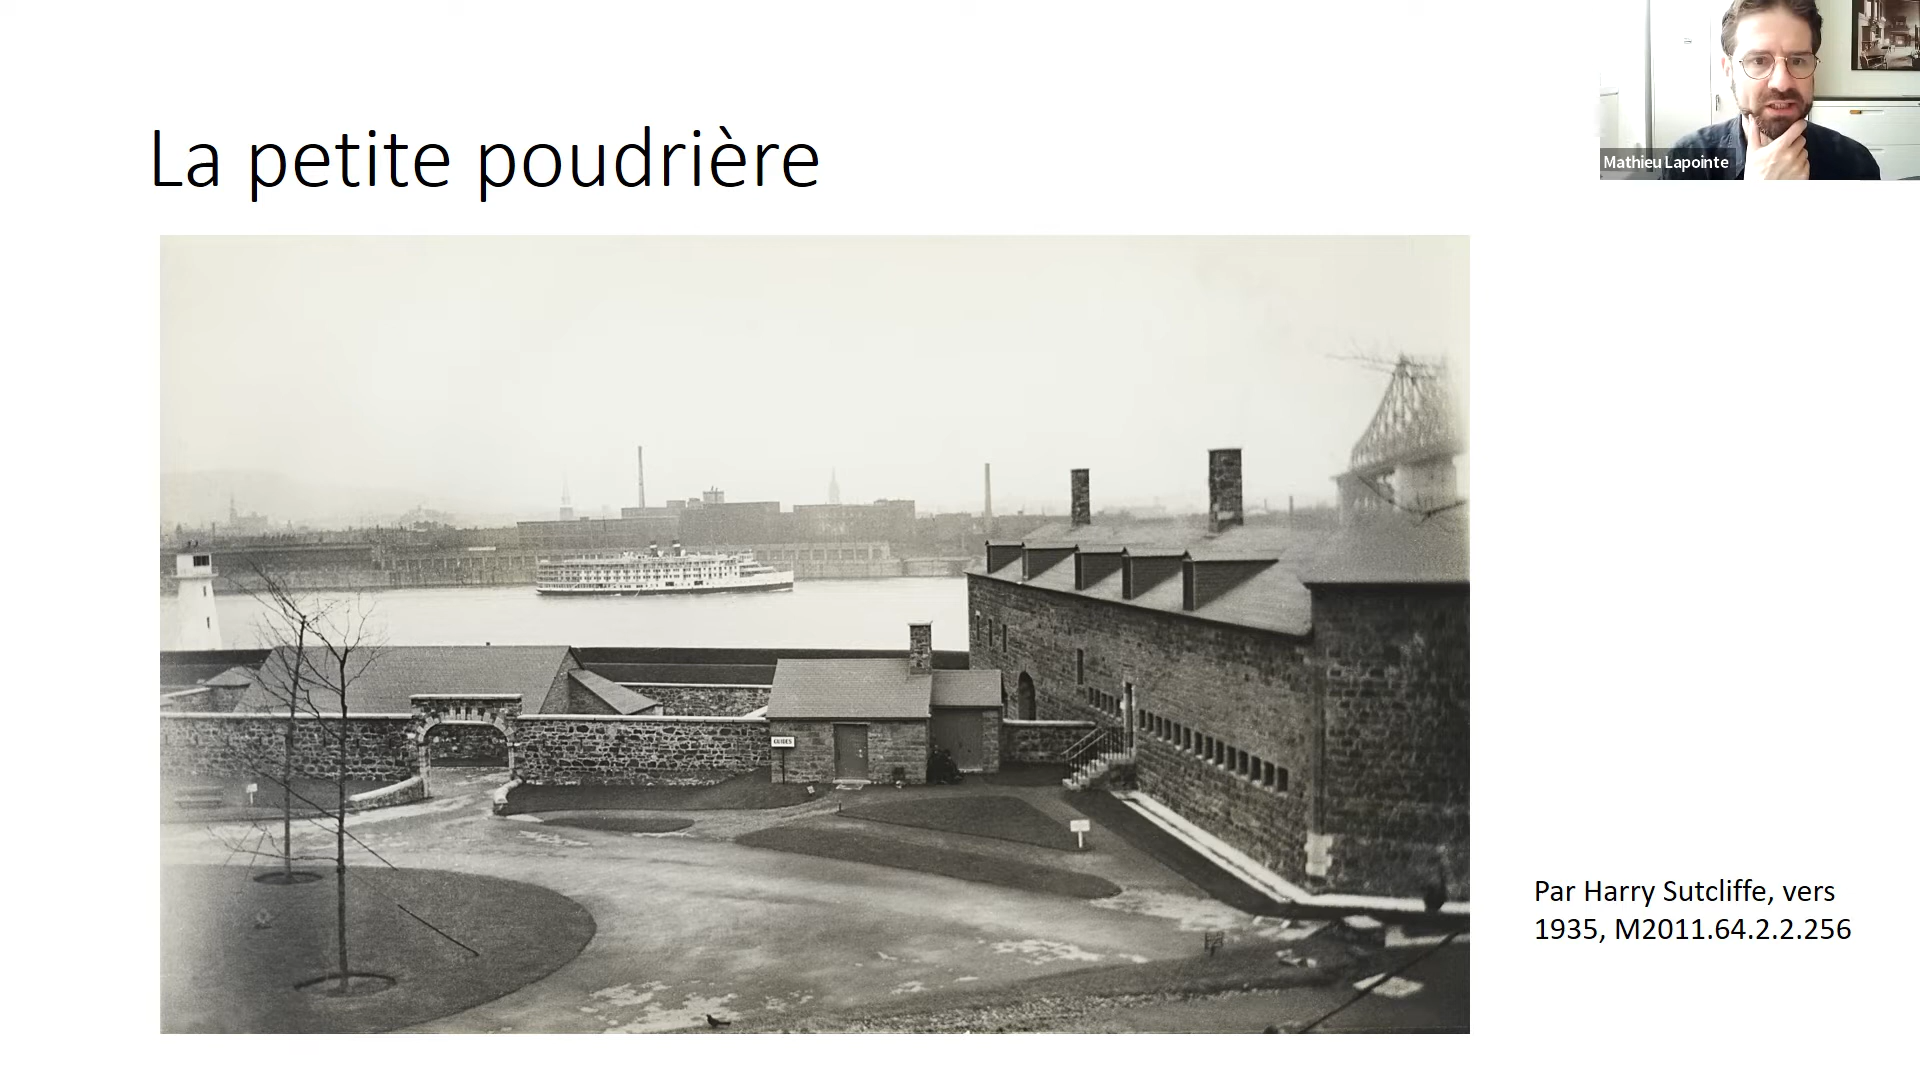 La petite poudrière
Mathieu Lapointe
GUIDES
Par Harry Sutcliffe, vers
1935, M2011.64.2.2.256